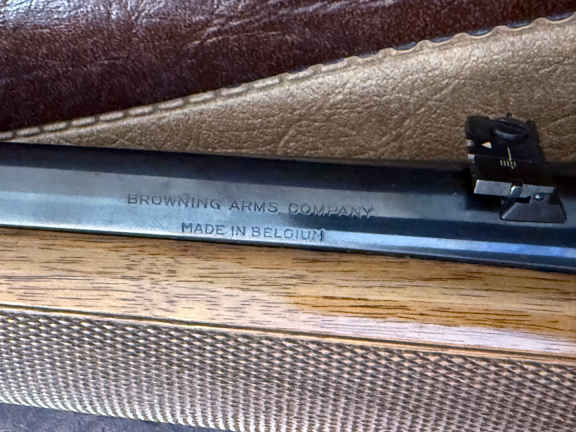 BROWNING ARMS COMPANY
MADE IN BELGIUM